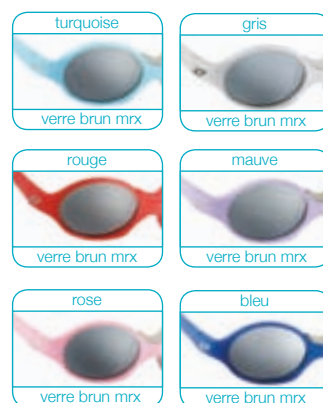 turquoise
verre brun mrx
gris
verre brun mrx
rouge
verre brun mrx
mauve
verre brun mrx
rose
verre brun mrx
bleu
verre brun mrx